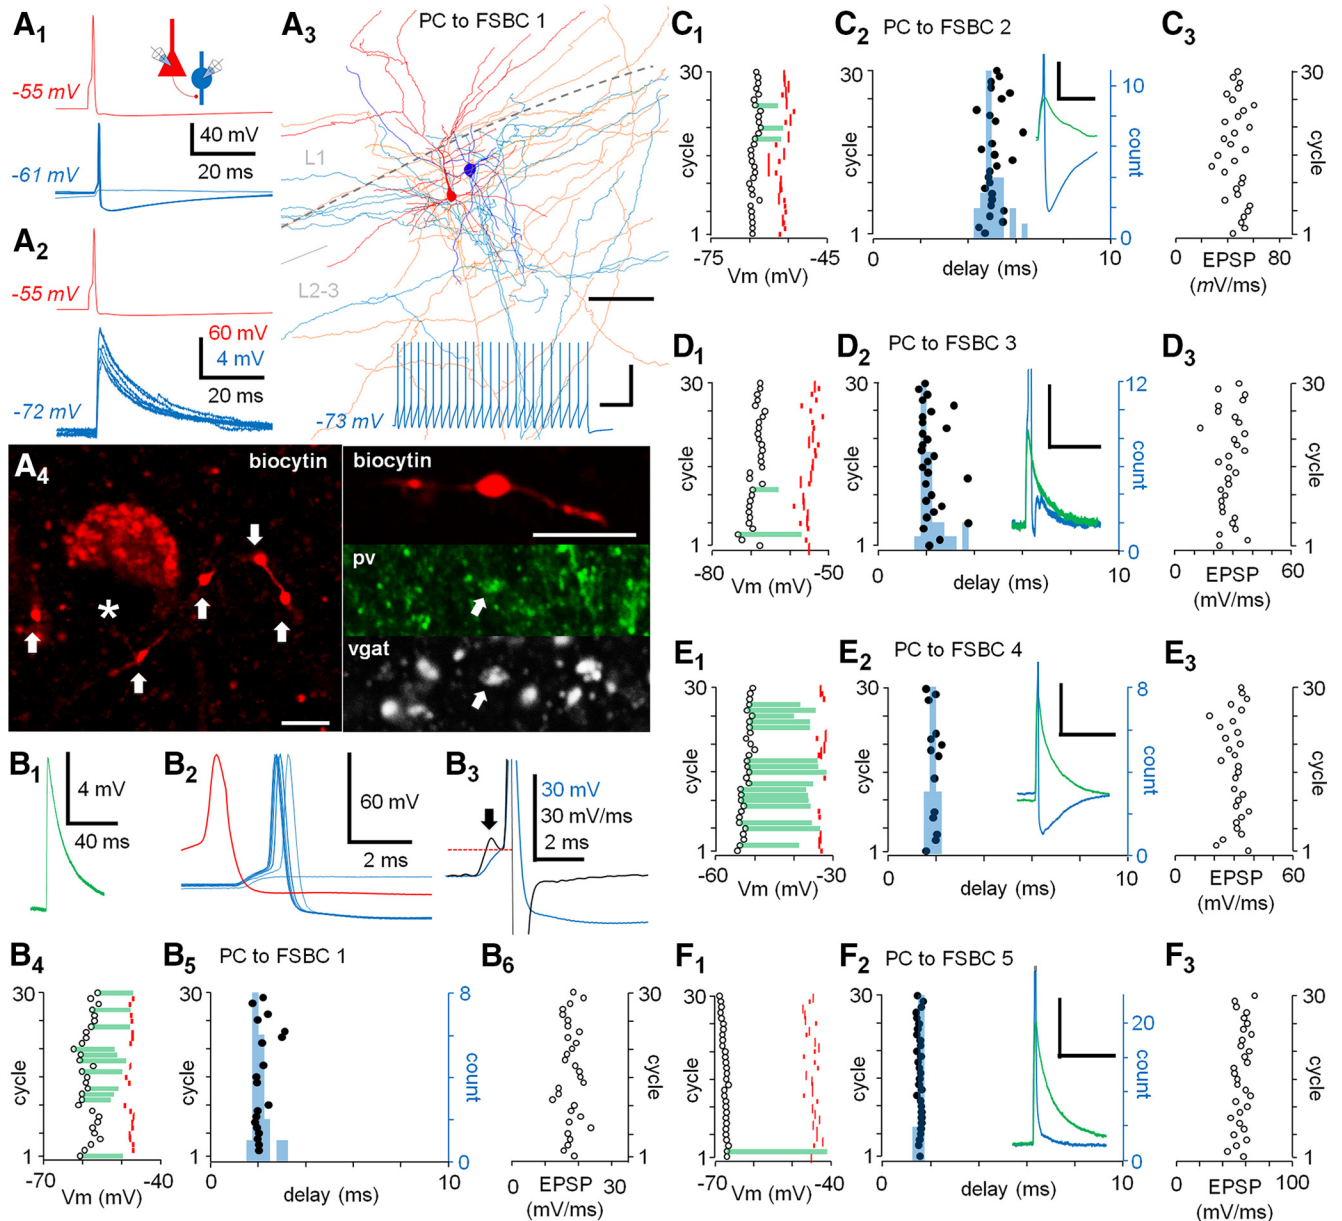 A1
-55 mV
40 mV
20 ms
-61 mV
A2
-55 mV
60 mV
4 mV
20 ms
-72 mV
A3
PC to FSBC 1
L1
L2-3
-73 mV
A4
biocytin
*
biocytin
pv
vgat
B1
4 mV
40 ms
B2
60 mV
2 ms
B3
30 mV
30 mV/ms
2 ms
B4
30
cycle
1
-70
Vm (mV)
-40
B5
PC to FSBC 1
30
cycle
1
0
delay (ms)
10
8
count
0
B6
30
cycle
1
0
EPSP
30
(mV/ms)
C1
30
cycle
1
-75
Vm (mV)
-45
C2
PC to FSBC 2
30
cycle
1
0
delay (ms)
10
10
count
0
C3
30
cycle
1
0
EPSP
80
(mV/ms)
D1
30
cycle
1
-80
Vm (mV)
-50
D2
PC to FSBC 3
30
cycle
1
0
delay (ms)
10
12
count
0
D3
30
cycle
1
0
EPSP
60
(mV/ms)
E1
30
cycle
1
-60
Vm (mV)
-30
E2
PC to FSBC 4
30
cycle
1
0
delay (ms)
10
8
count
0
E3
30
cycle
1
0
EPSP
60
(mV/ms)
F1
30
cycle
1
-70
Vm (mV)
-40
F2
PC to FSBC 5
30
cycle
1
0
delay (ms)
10
20
count
0
F3
30
cycle
1
0
EPSP
100
(mV/ms)